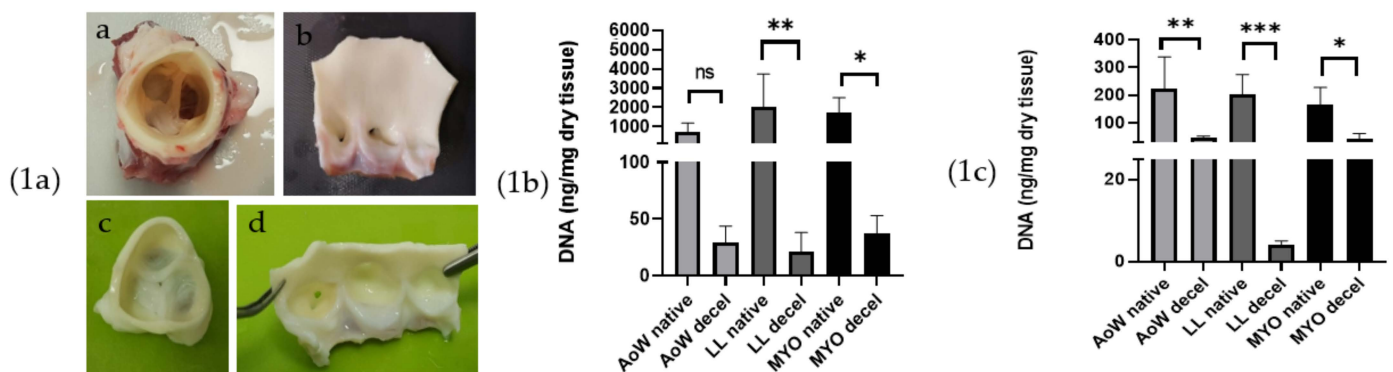 (1a)
a
b
c
d
(1b)
DNA (ng/mg dry tissue)
6000
5000
4000
3000
2000
1000
100
50
0
ns
**
*
AoW native
AoW decel
LL native
LL decel
MYO native
MYO decel
(1c)
DNA (ng/mg dry tissue)
400
300
200
100
20
0
**
***
*
AoW native
AoW decel
LL native
LL decel
MYO native
MYO decel